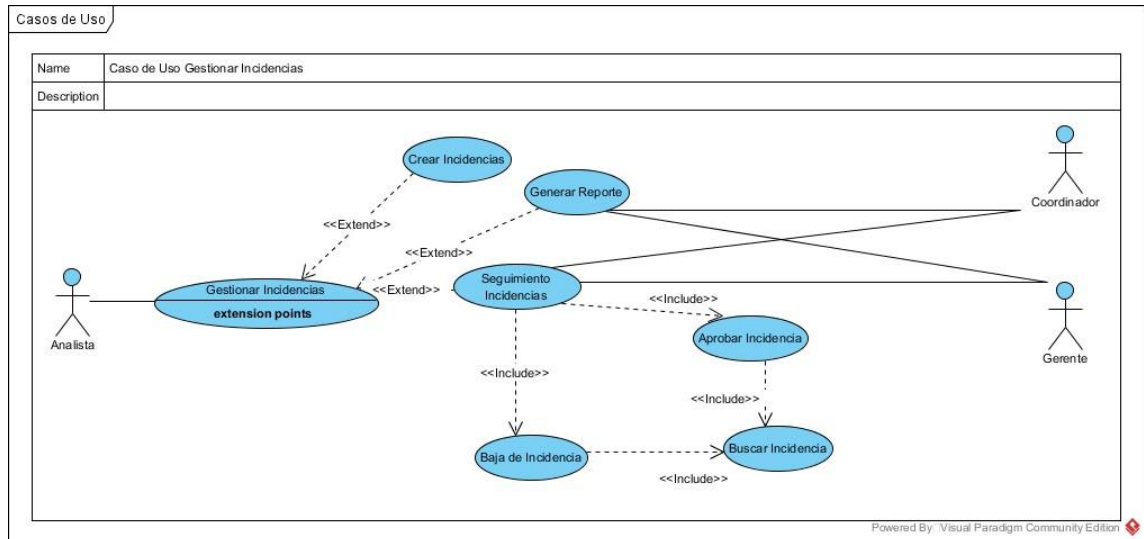 Casos de Uso
Name
Caso de Uso Gestionar Incidencias
Description
Crear Incidencias
Generar Reporte
Coordinador
<<Extend>>
<<Extend>>
Seguimiento
Incidencias
Gestionar Incidencias
<<Extend>>
extension points
<<Include>>
Analista
Aprobar Incidencia
Gerente
<<Include>>
<<Include>>
Baja de Incidencia
Buscar Incidencia
<<Include>>
Powered By Visual Paradigm Community Edition